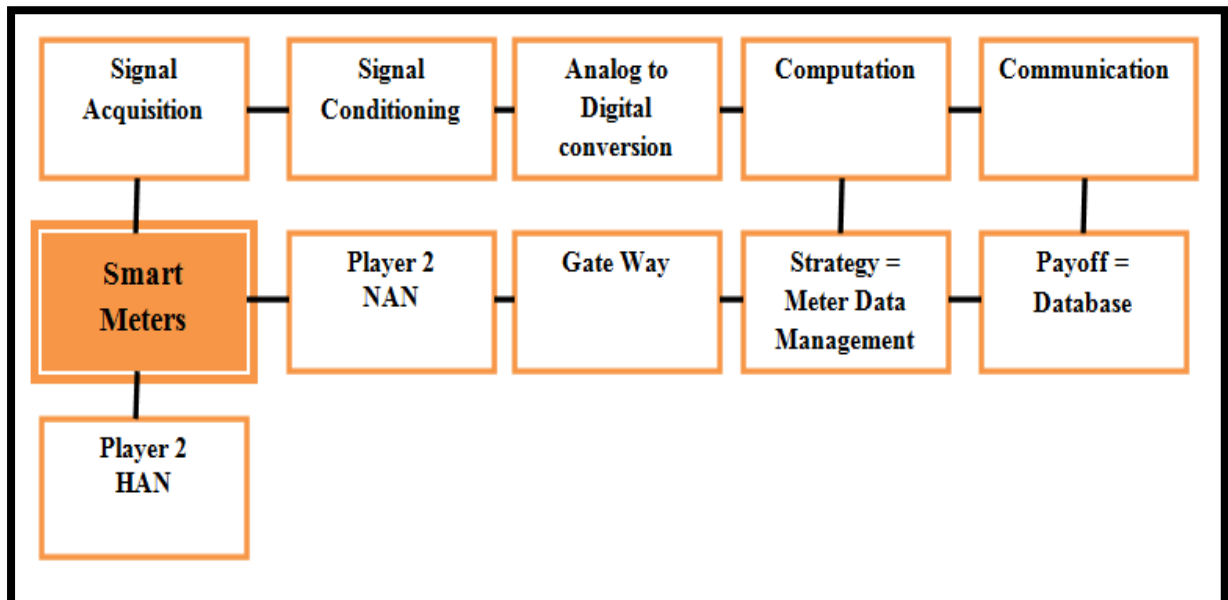 Signal
Acquisition
Signal
Conditioning
Analog to
Digital
conversion
Computation
Communication
Smart
Meters
Player 2
NAN
Gate Way
Strategy =
Meter Data
Management
Payoff =
Database
Player 2
HAN